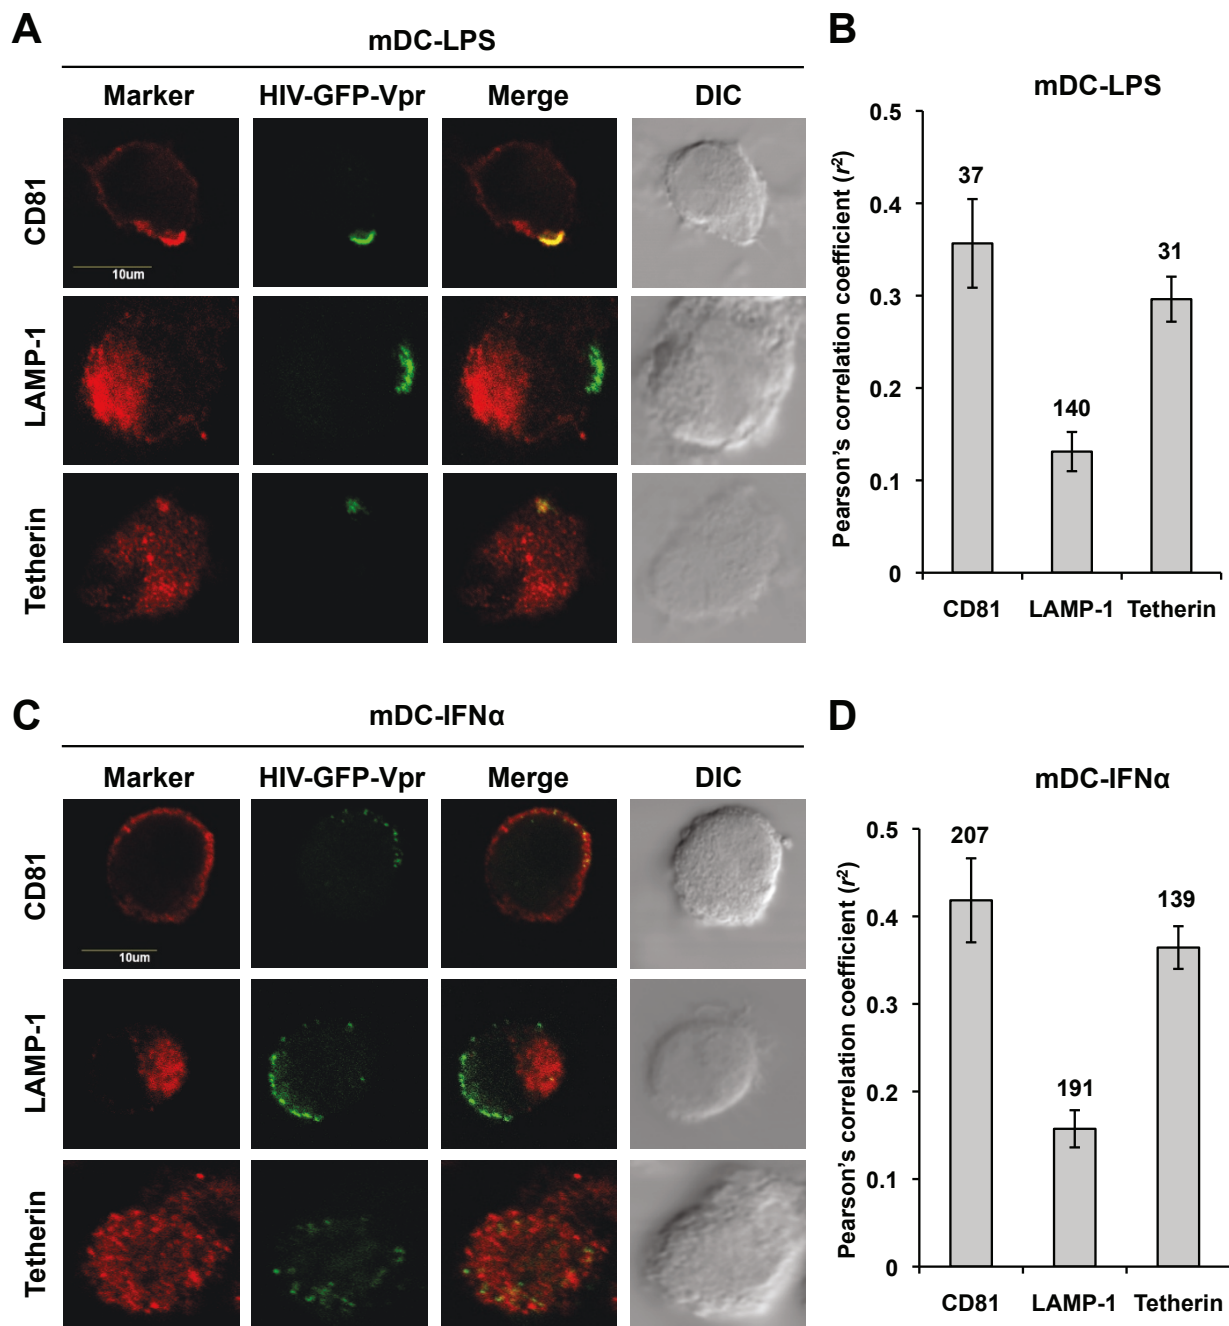 A
mDC-LPS
Marker HIV-GFP-Vpr Merge DIC
CD81
10um
LAMP-1
Tetherin
B
mDC-LPS
Pearson's correlation coefficient (r²)
0.5
0.4
0.3
0.2
0.1
0
37
140
31
CD81 LAMP-1 Tetherin
C
mDC-IFNα
Marker HIV-GFP-Vpr Merge DIC
CD81
10um
LAMP-1
Tetherin
D
mDC-IFNα
Pearson's correlation coefficient (r²)
0.5
0.4
0.3
0.2
0.1
0
207
191
139
CD81 LAMP-1 Tetherin